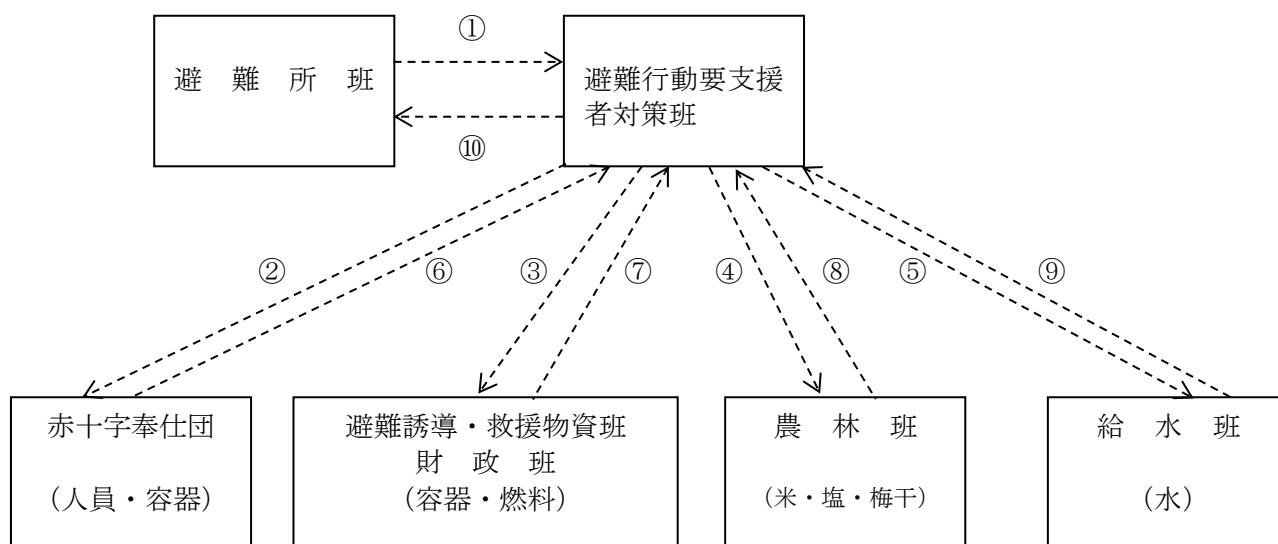 ①
避　難　所　班
避難行動要支援
者対策班
⑩
②
⑥
③
⑦
④
⑧
⑤
⑨
赤十字奉仕団
（人員・容器）
避難誘導・救援物資班
財　政　班
（容器・燃料）
農　林　班
（米・塩・梅干）
給　水　班
（水）